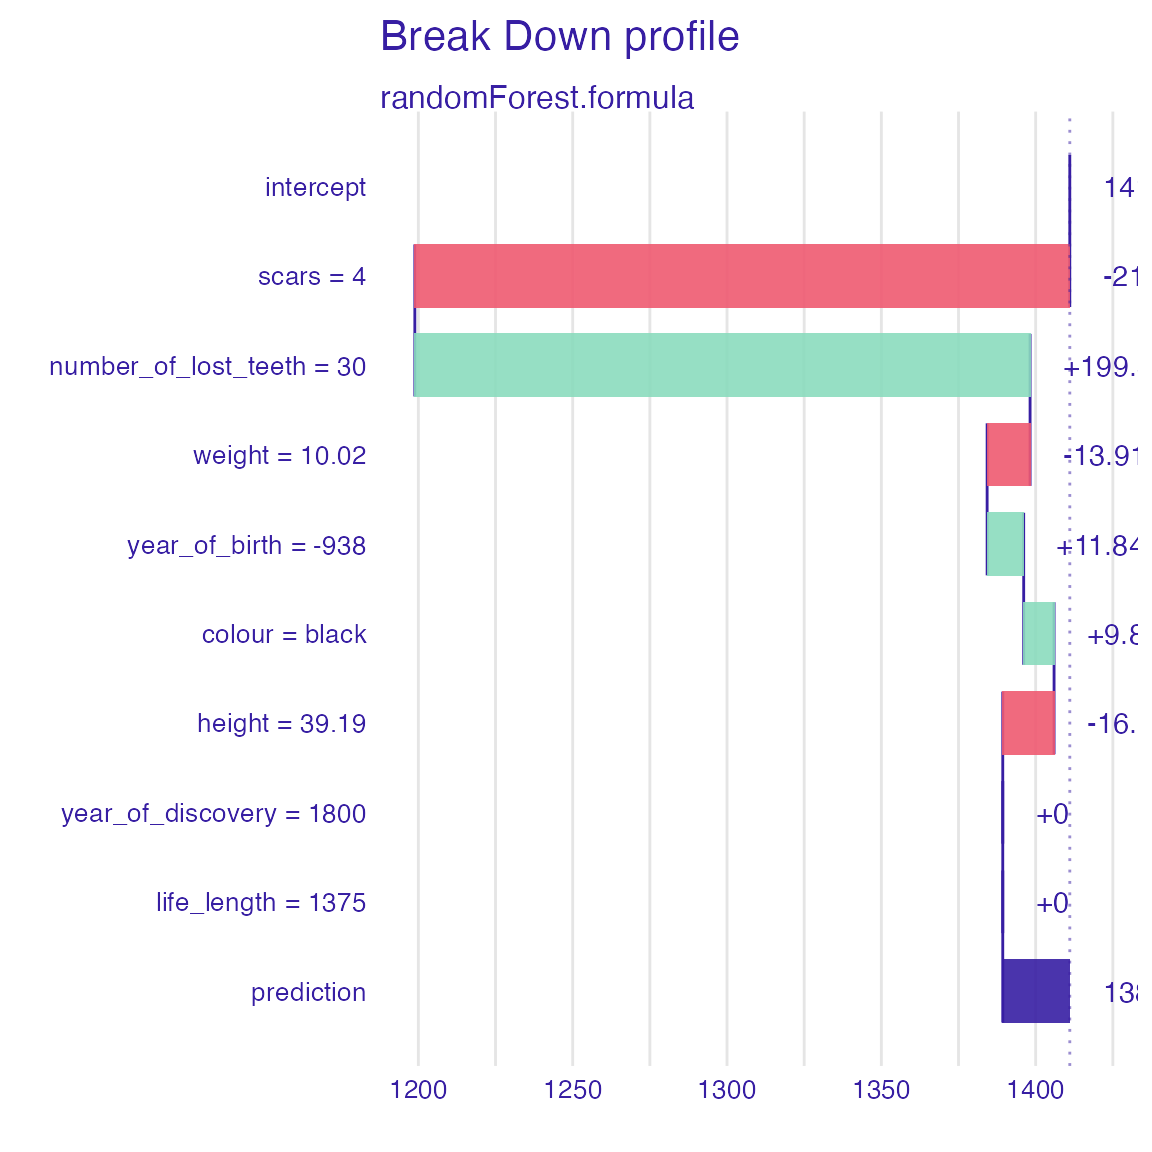 Break Down profile
randomForest.formula
intercept 14
scars = 4 -21
number_of_lost_teeth = 30 +199.
weight = 10.02 -13.91
year_of_birth = -938 +11.84
colour = black +9.8
height = 39.19 -16.
year_of_discovery = 1800 +0
life_length = 1375 +0
prediction 138
1200 1250 1300 1350 1400